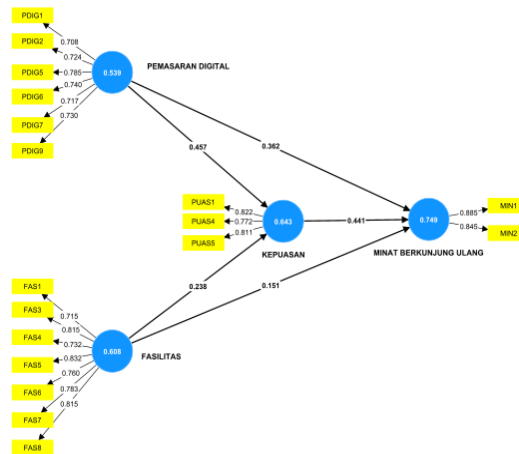 PDIG1
PDIG2
PDIG5
PDIG6
PDIG7
PDIG9
0.708
0.724
0.785
0.740
0.717
0.730
0.539
PEMASARAN DIGITAL
0.457
0.362
PUAS1
PUAS4
PUAS5
0.822
0.772
0.811
0.643
KEPUASAN
0.441
0.749
MINAT BERKUNJUNG ULANG
0.885
0.845
MIN1
MIN2
0.238
0.151
FAS1
FAS3
FAS4
FAS5
FAS6
FAS7
FAS8
0.715
0.815
0.732
0.832
0.760
0.783
0.815
0.608
FASILITAS